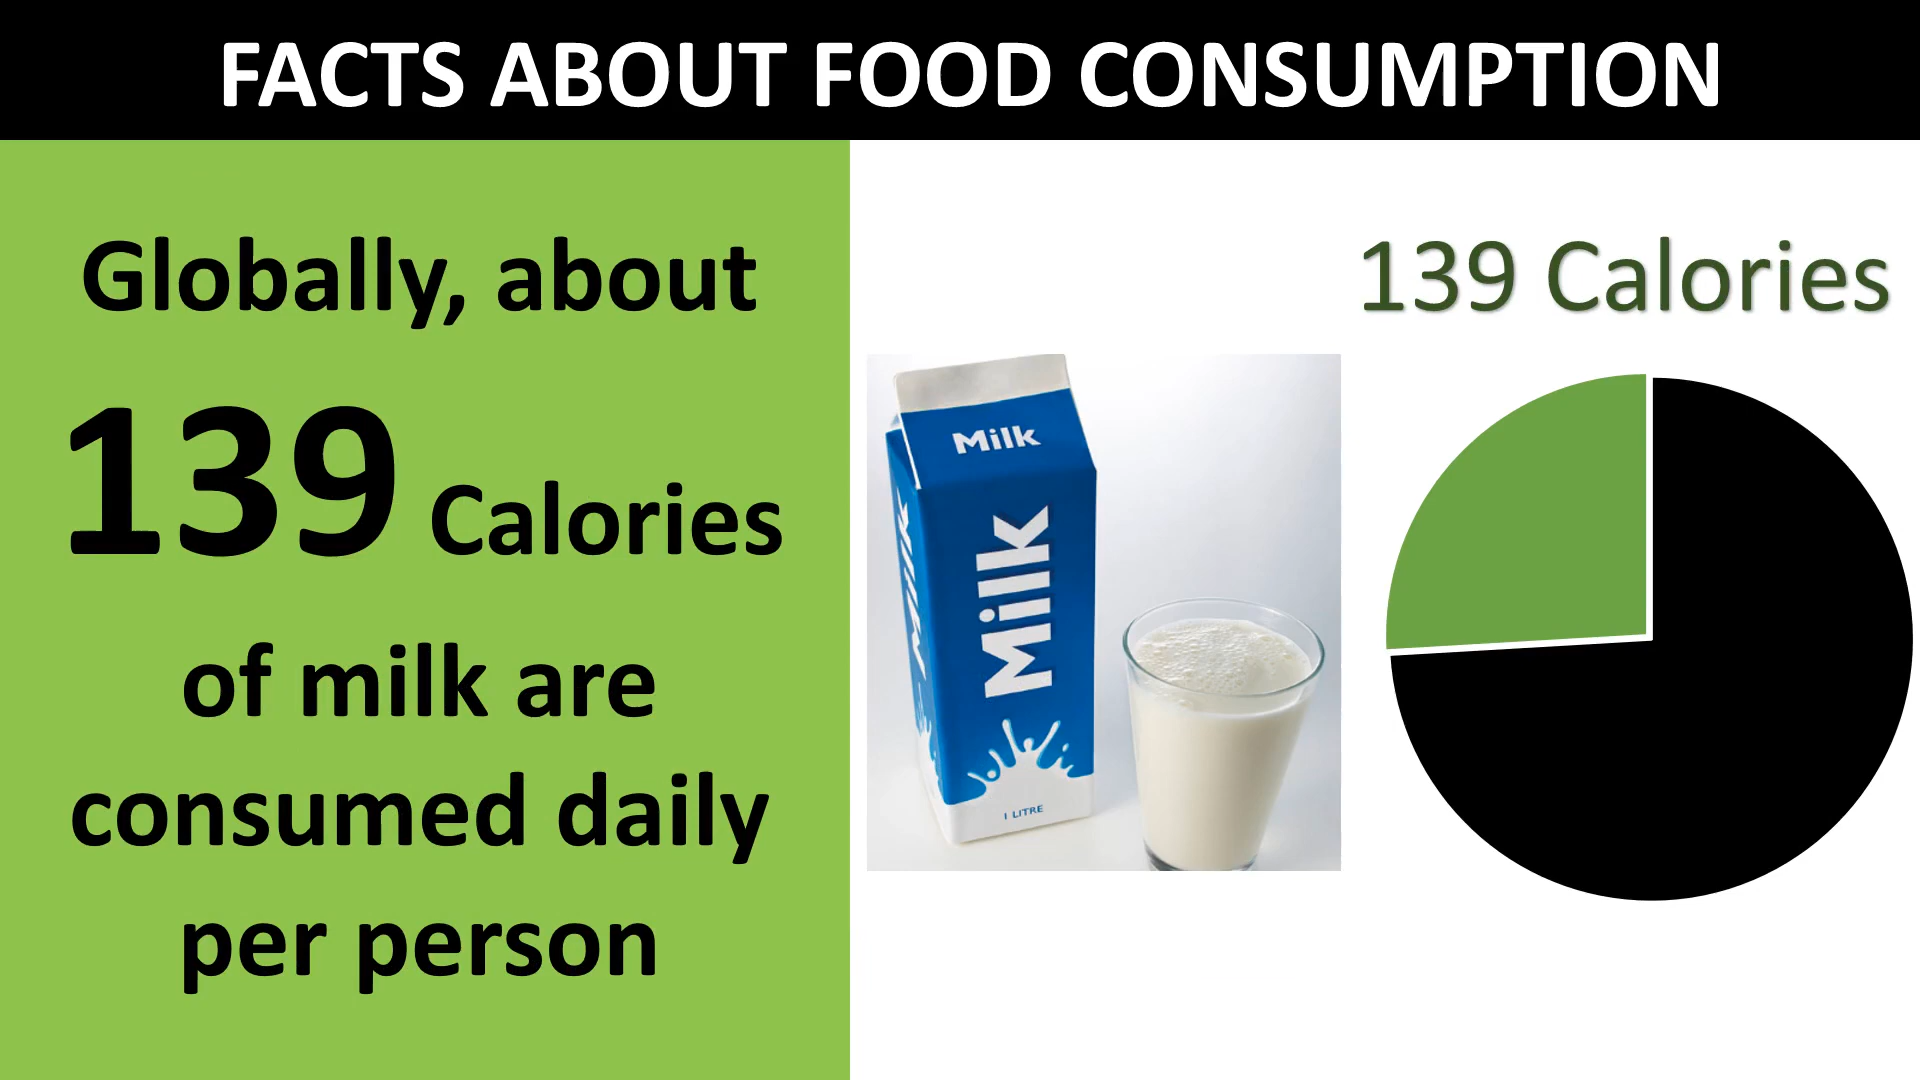 FACTS ABOUT FOOD CONSUMPTION
Globally, about
139 Calories
of milk are
consumed daily
per person
139 Calories
Milk
Milk
Milk
1 LITRE